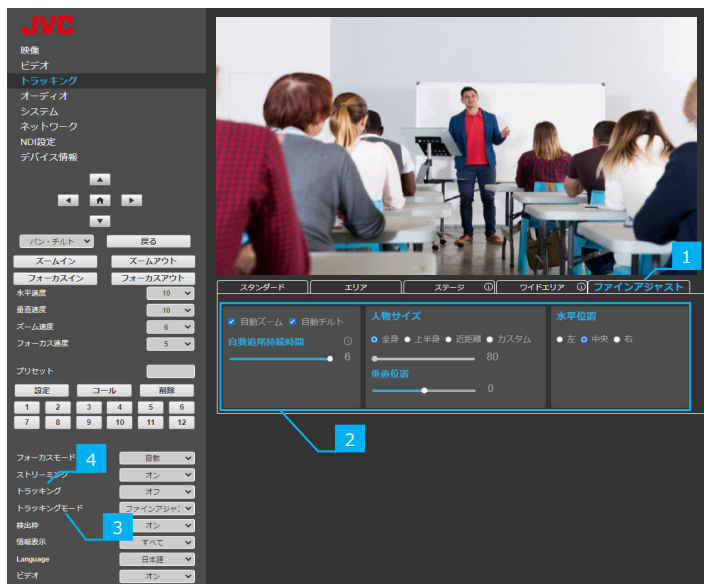 JVC
映像
ビデオ
トラッキング
オーディオ
システム
ネットワーク
NDI設定
デバイス情報
パン・チルト 戻る
ズームイン ズームアウト
フォーカスイン フォーカスアウト
水平速度 10
垂直速度 10
ズーム速度 6
フォーカス速度 5
プリセット
設定 コール 削除
1 2 3 4 5 6
7 8 9 10 11 12
フォーカスモード 自動
4
ストリーミング オン
トラッキング オフ
トラッキングモード ファインアジャ
3
検出枠 オン
情報表示 すべて
Language 日本語
ビデオ オン
1
スタンダード エリア ステージ ワイドエリア ファインアジャスト
自動ズーム 自動チルト
自動追尾持続時間
6
人物サイズ
全身 上半身 近距離 カスタム
80
垂直位置
0
水平位置
左 中央 右
2